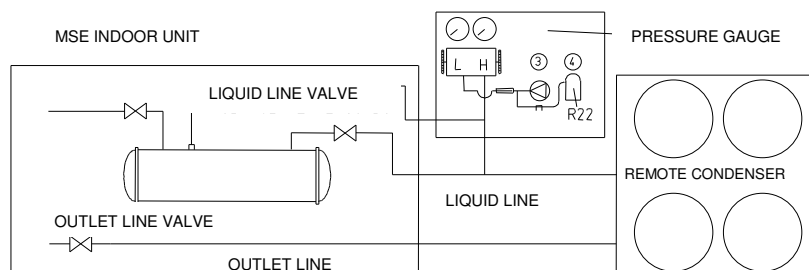 MSE INDOOR UNIT
PRESSURE GAUGE
L H
3 4
R22
LIQUID LINE VALVE
REMOTE CONDENSER
LIQUID LINE
OUTLET LINE VALVE
OUTLET LINE